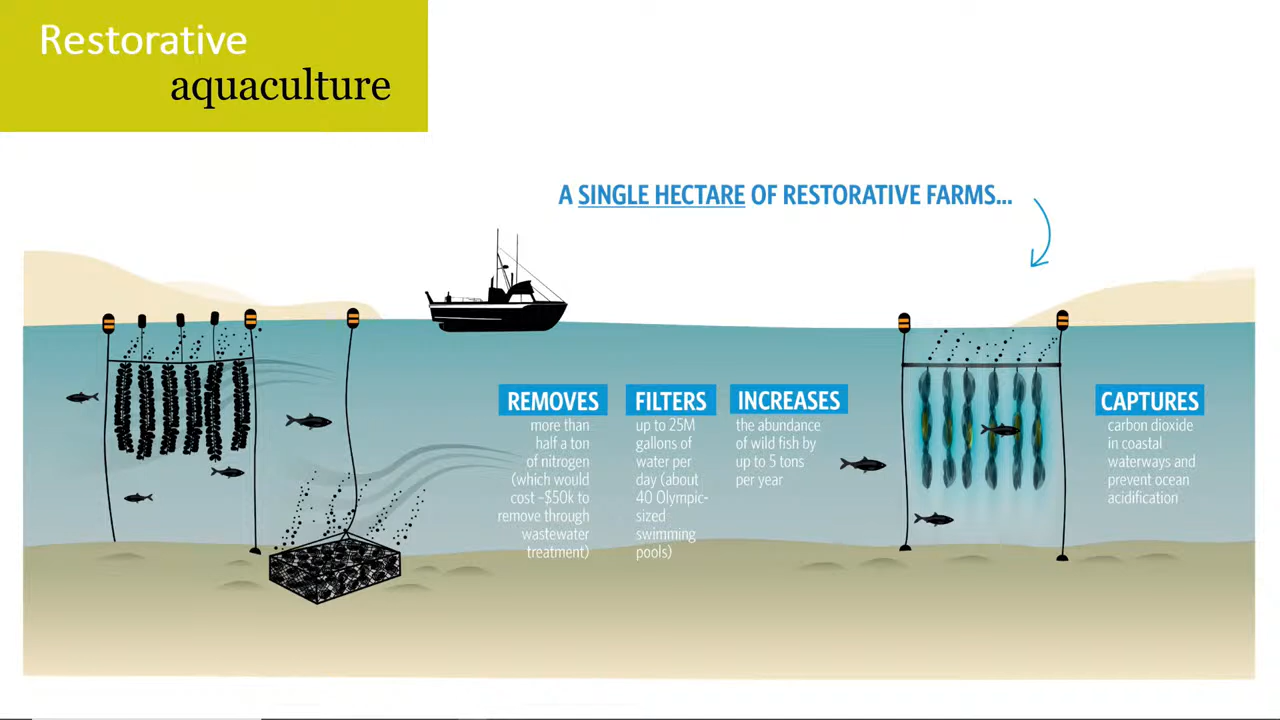 Restorative
aquaculture
A SINGLE HECTARE OF RESTORATIVE FARMS...
REMOVES
more than
half a ton
of nitrogen
(which would
cost ~$50k to
remove through
wastewater
treatment)
FILTERS
up to 25M
gallons of
water per
day (about
40 Olympic-
sized
swimming
pools)
INCREASES
the abundance
of wild fish by
up to 5 tons
per year
CAPTURES
carbon dioxide
in coastal
waterways and
prevent ocean
acidification